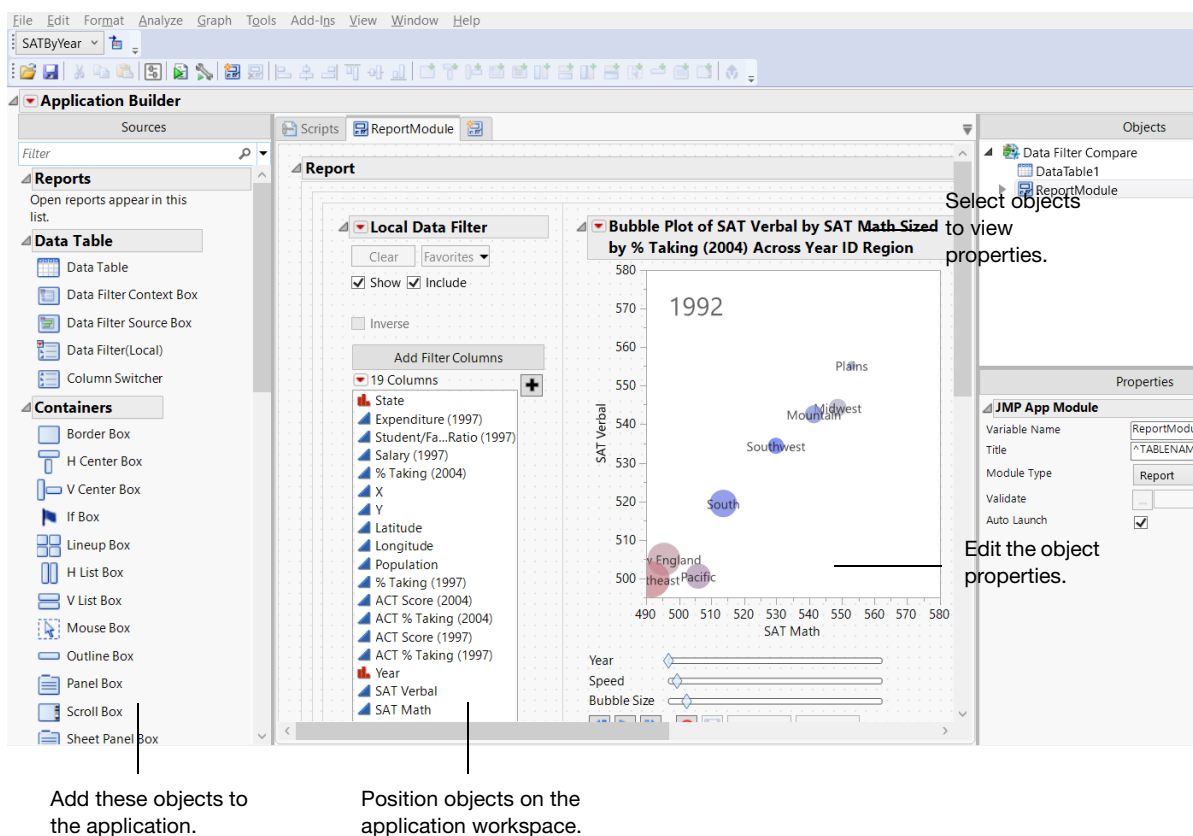 File Edit Format Analyze Graph Tools Add-Ins View Window Help
SATByYear
Application Builder
Sources
Filter
Reports
Open reports appear in this
list.
Data Table
Data Table
Data Filter Context Box
Data Filter Source Box
Data Filter(Local)
Column Switcher
Containers
Border Box
H Center Box
V Center Box
If Box
Lineup Box
H List Box
V List Box
Mouse Box
Outline Box
Panel Box
Scroll Box
Sheet Panel Box
Scripts ReportModule
Report
Local Data Filter
Clear Favorites
Show Include
Inverse
Add Filter Columns
19 Columns
State
Expenditure (1997)
Student/Fa...Ratio (1997)
Salary (1997)
% Taking (2004)
X
Y
Latitude
Longitude
Population
% Taking (1997)
ACT Score (2004)
ACT % Taking (2004)
ACT Score (1997)
ACT % Taking (1997)
Year
SAT Verbal
SAT Math
Bubble Plot of SAT Verbal by SAT Math Sized
by % Taking (2004) Across Year ID Region
SAT Verbal
580
570
560
550
540
530
520
510
500
1992
Plains
Midwest
Mountain
Southwest
South
w England
theast Pacific
490 500 510 520 530 540 550 560 570 580
SAT Math
Year
Speed
Bubble Size
Objects
Data Filter Compare
DataTable1
ReportModule
Select objects
to view
properties.
Properties
JMP App Module
Variable Name ReportModu
Title ^TABLENAM
Module Type Report
Validate ...
Auto Launch
Edit the object
properties.
Add these objects to
the application.
Position objects on the
application workspace.